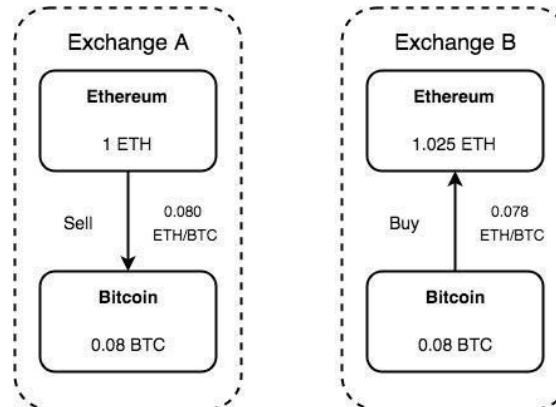 Exchange A
Ethereum
1 ETH
Sell
0.080
ETH/BTC
Bitcoin
0.08 BTC
Exchange B
Ethereum
1.025 ETH
Buy
0.078
ETH/BTC
Bitcoin
0.08 BTC